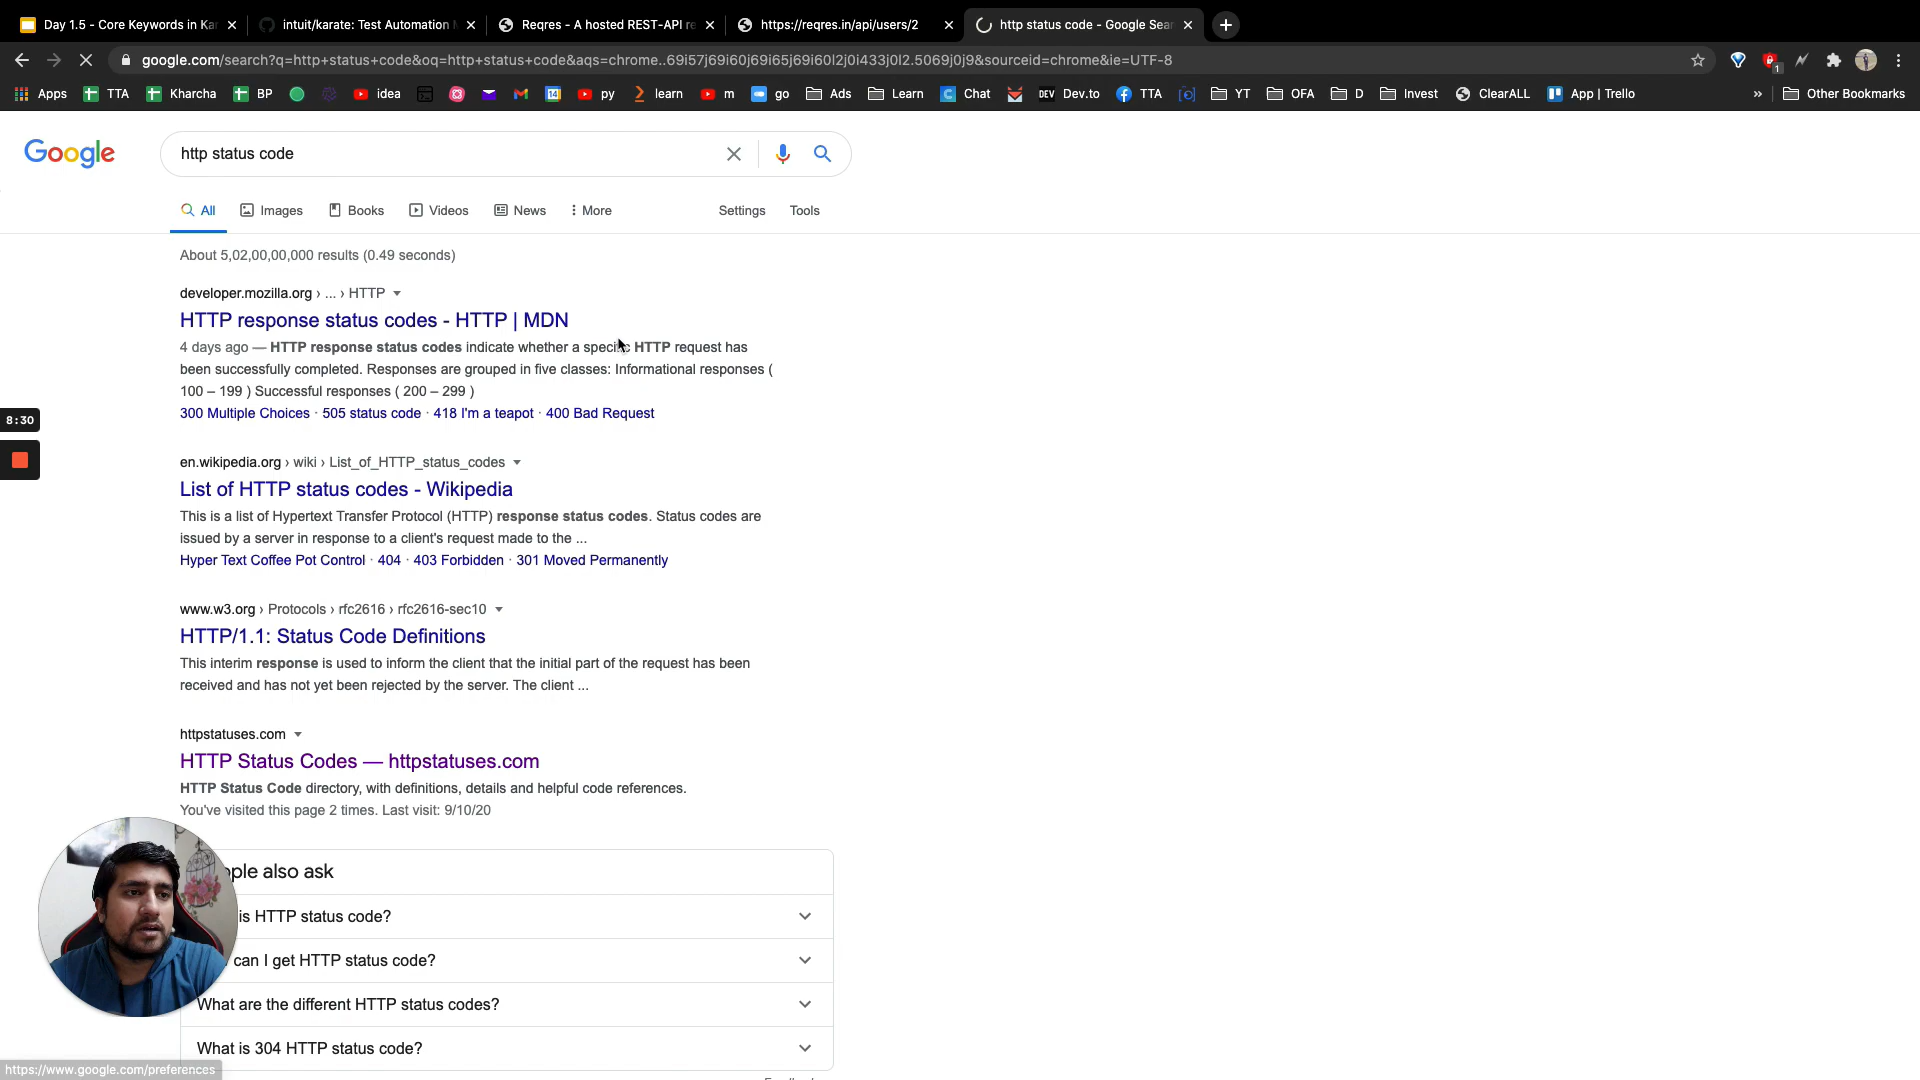 Day 1.5 - Core Keywords in Ka
intuit/karate: Test Automation
Reqres - A hosted REST-API re
https://reqres.in/api/users/2
http status code - Google Sear
google.com/search?q=http+status+code&oq=http+status+code&aqs=chrome..69i57j69i60j69i65j69i60l2j0i433j0l2.5069j0j9&sourceid=chrome&ie=UTF-8
1
Apps
TTA
Kharcha
BP
idea
14
py
learn
m
go
Ads
Learn
Chat
DEV
Dev.to
TTA
YT
OFA
D
Invest
ClearALL
App | Trello
»
Other Bookmarks
Google
http status code
All
Images
Books
Videos
News
More
Settings
Tools
About 5,02,00,00,000 results (0.49 seconds)
developer.mozilla.org › ... › HTTP
HTTP response status codes - HTTP | MDN
4 days ago — HTTP response status codes indicate whether a specific HTTP request has
been successfully completed. Responses are grouped in five classes: Informational responses (
100 – 199 ) Successful responses ( 200 – 299 )
300 Multiple Choices · 505 status code · 418 I'm a teapot · 400 Bad Request
8:30
en.wikipedia.org › wiki › List_of_HTTP_status_codes
List of HTTP status codes - Wikipedia
This is a list of Hypertext Transfer Protocol (HTTP) response status codes. Status codes are
issued by a server in response to a client's request made to the ...
Hyper Text Coffee Pot Control · 404 · 403 Forbidden · 301 Moved Permanently
www.w3.org › Protocols › rfc2616 › rfc2616-sec10
HTTP/1.1: Status Code Definitions
This interim response is used to inform the client that the initial part of the request has been
received and has not yet been rejected by the server. The client ...
httpstatuses.com
HTTP Status Codes — httpstatuses.com
HTTP Status Code directory, with definitions, details and helpful code references.
You've visited this page 2 times. Last visit: 9/10/20
ople also ask
is HTTP status code?
can I get HTTP status code?
What are the different HTTP status codes?
What is 304 HTTP status code?
https://www.google.com/preferences